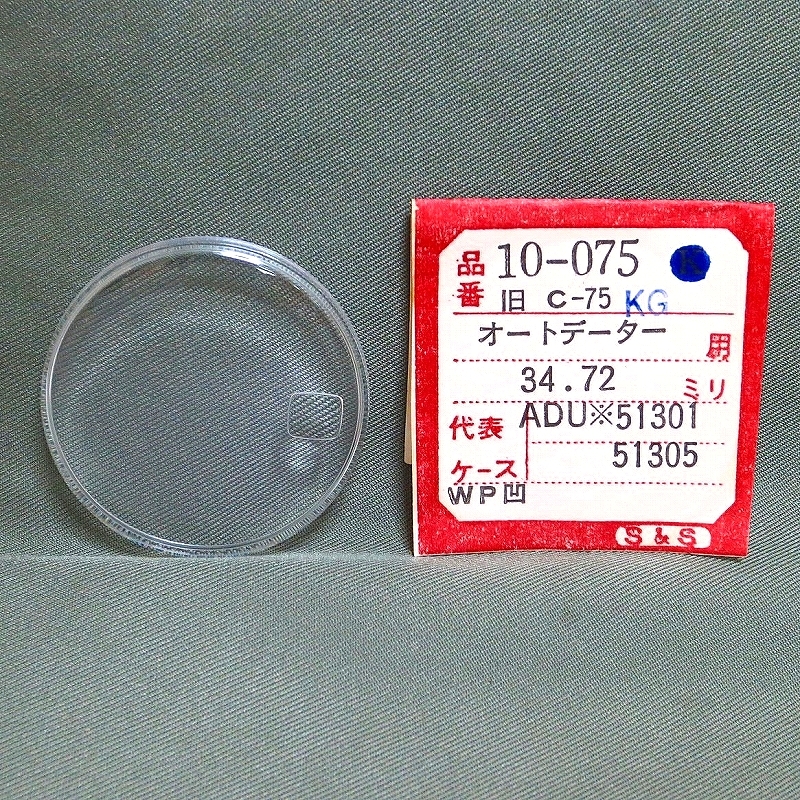 品番 10-075
旧 C-75 KG
オートデーター 用
34.72 ミリ
代表 ADU※51301
ケース 51305
WP凹
S&S